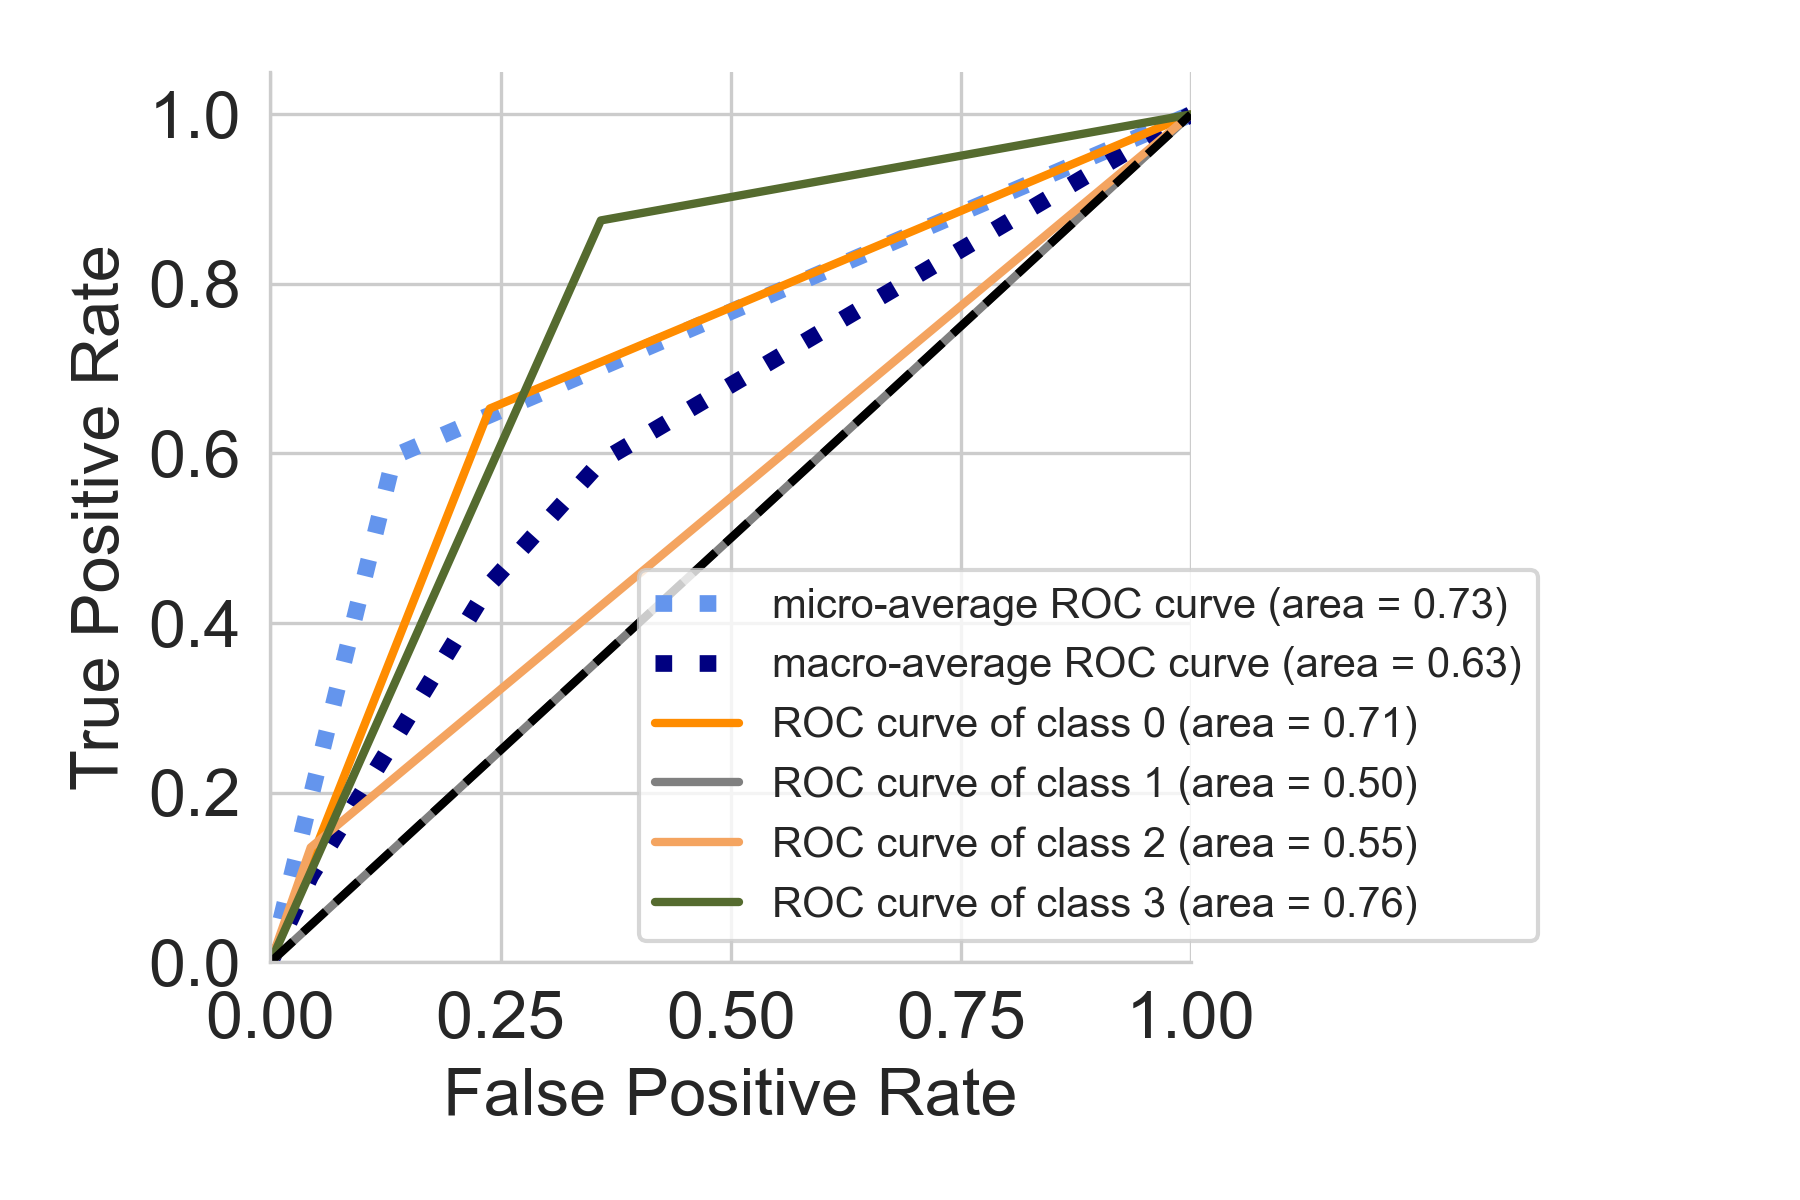 True Positive Rate
1.0
0.8
0.6
0.4
0.2
0.0
0.00 0.25 0.50 0.75 1.00
False Positive Rate
micro-average ROC curve (area = 0.73)
macro-average ROC curve (area = 0.63)
ROC curve of class 0 (area = 0.71)
ROC curve of class 1 (area = 0.50)
ROC curve of class 2 (area = 0.55)
ROC curve of class 3 (area = 0.76)